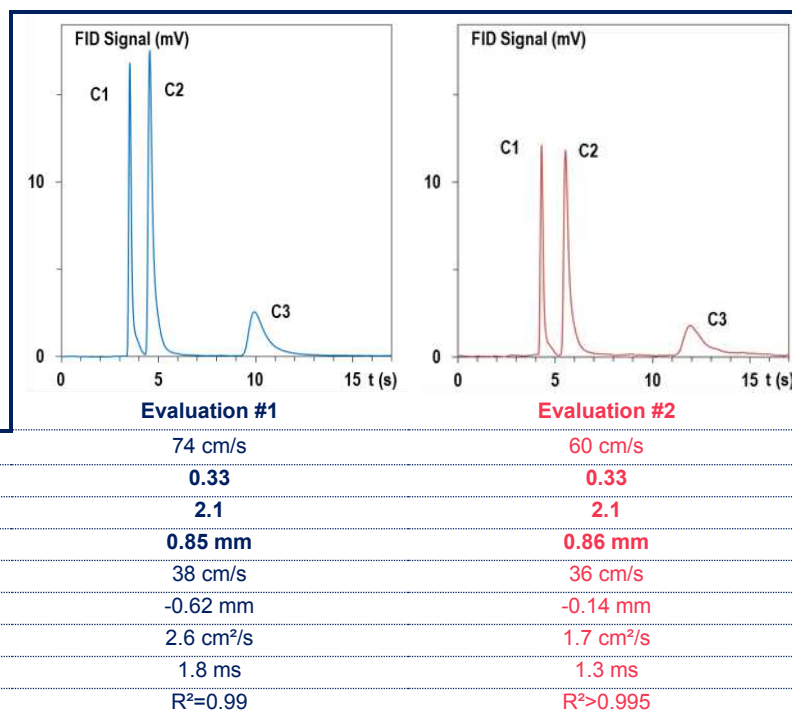 FID Signal (mV)
C1
C2
10
C3
0
0 5 10 15 t (s)
FID Signal (mV)
C1
C2
10
C3
0
0 5 10 15 t (s)
Evaluation #1 Evaluation #2
74 cm/s 60 cm/s
0.33 0.33
2.1 2.1
0.85 mm 0.86 mm
38 cm/s 36 cm/s
-0.62 mm -0.14 mm
2.6 cm²/s 1.7 cm²/s
1.8 ms 1.3 ms
R²=0.99 R²>0.995